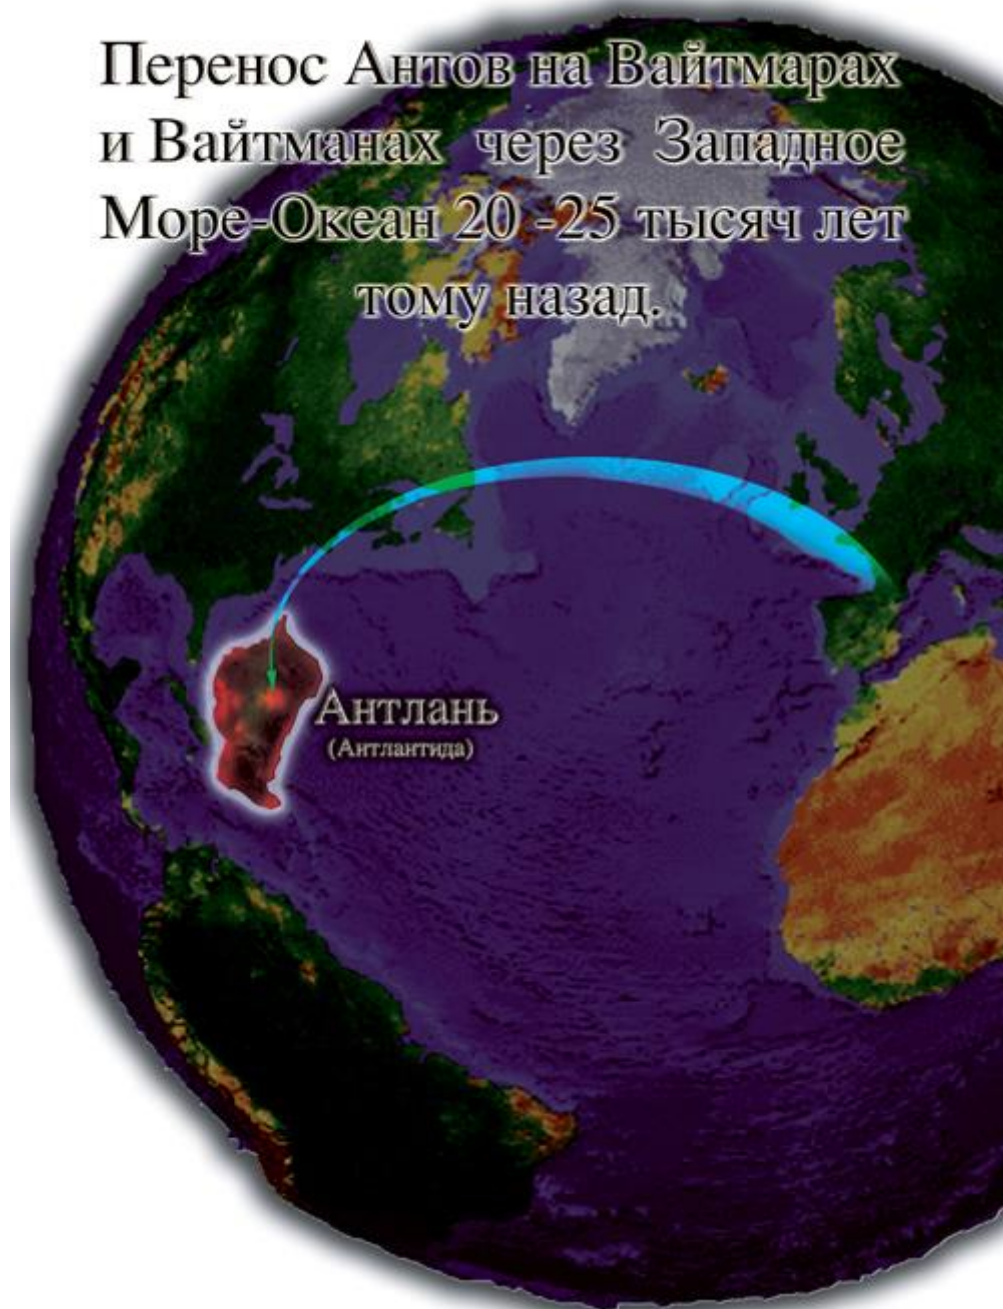 Перенос Антов на Вайтмарах
и Вайтманах через Западное
Море-Океан 20 -25 тысяч лет
тому назад.
Антлань
(Антлантида)